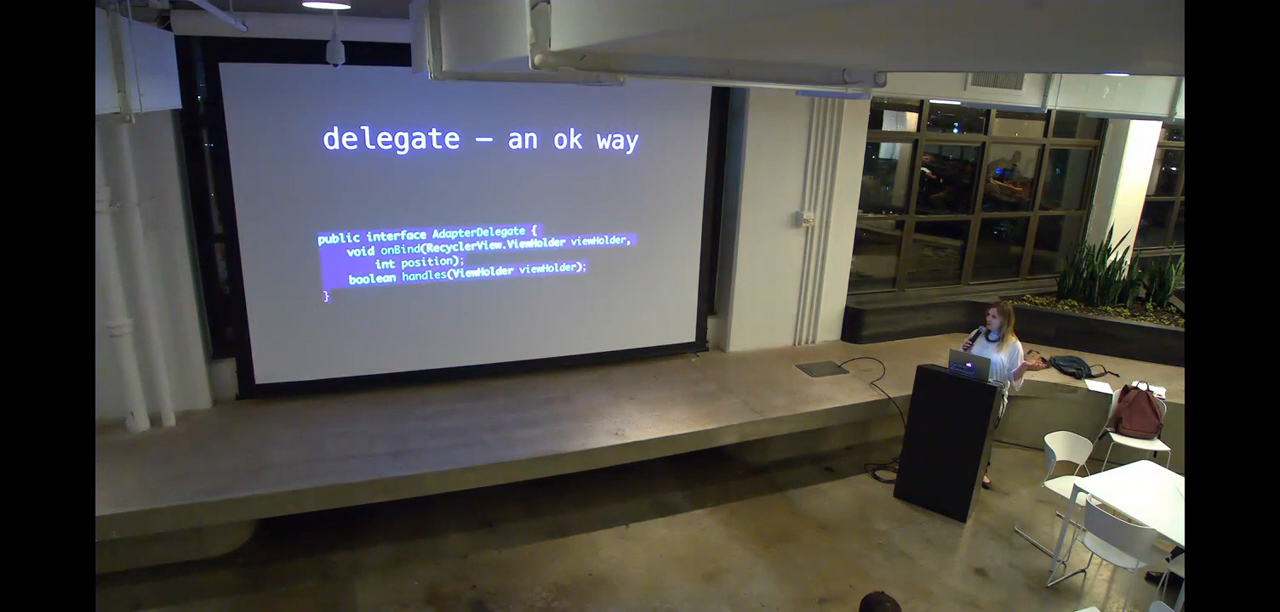 delegate – an ok way
public interface AdapterDelegate {
void onBind(RecyclerView.ViewHolder viewHolder,
int position);
boolean handles(ViewHolder viewHolder);
}